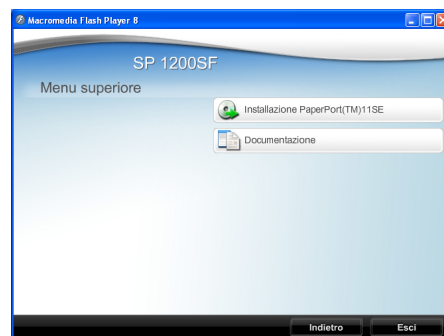 Macromedia Flash Player 8
SP 1200SF
Menu superiore
Installazione PaperPort(TM)11SE
Documentazione
Indietro
Esci